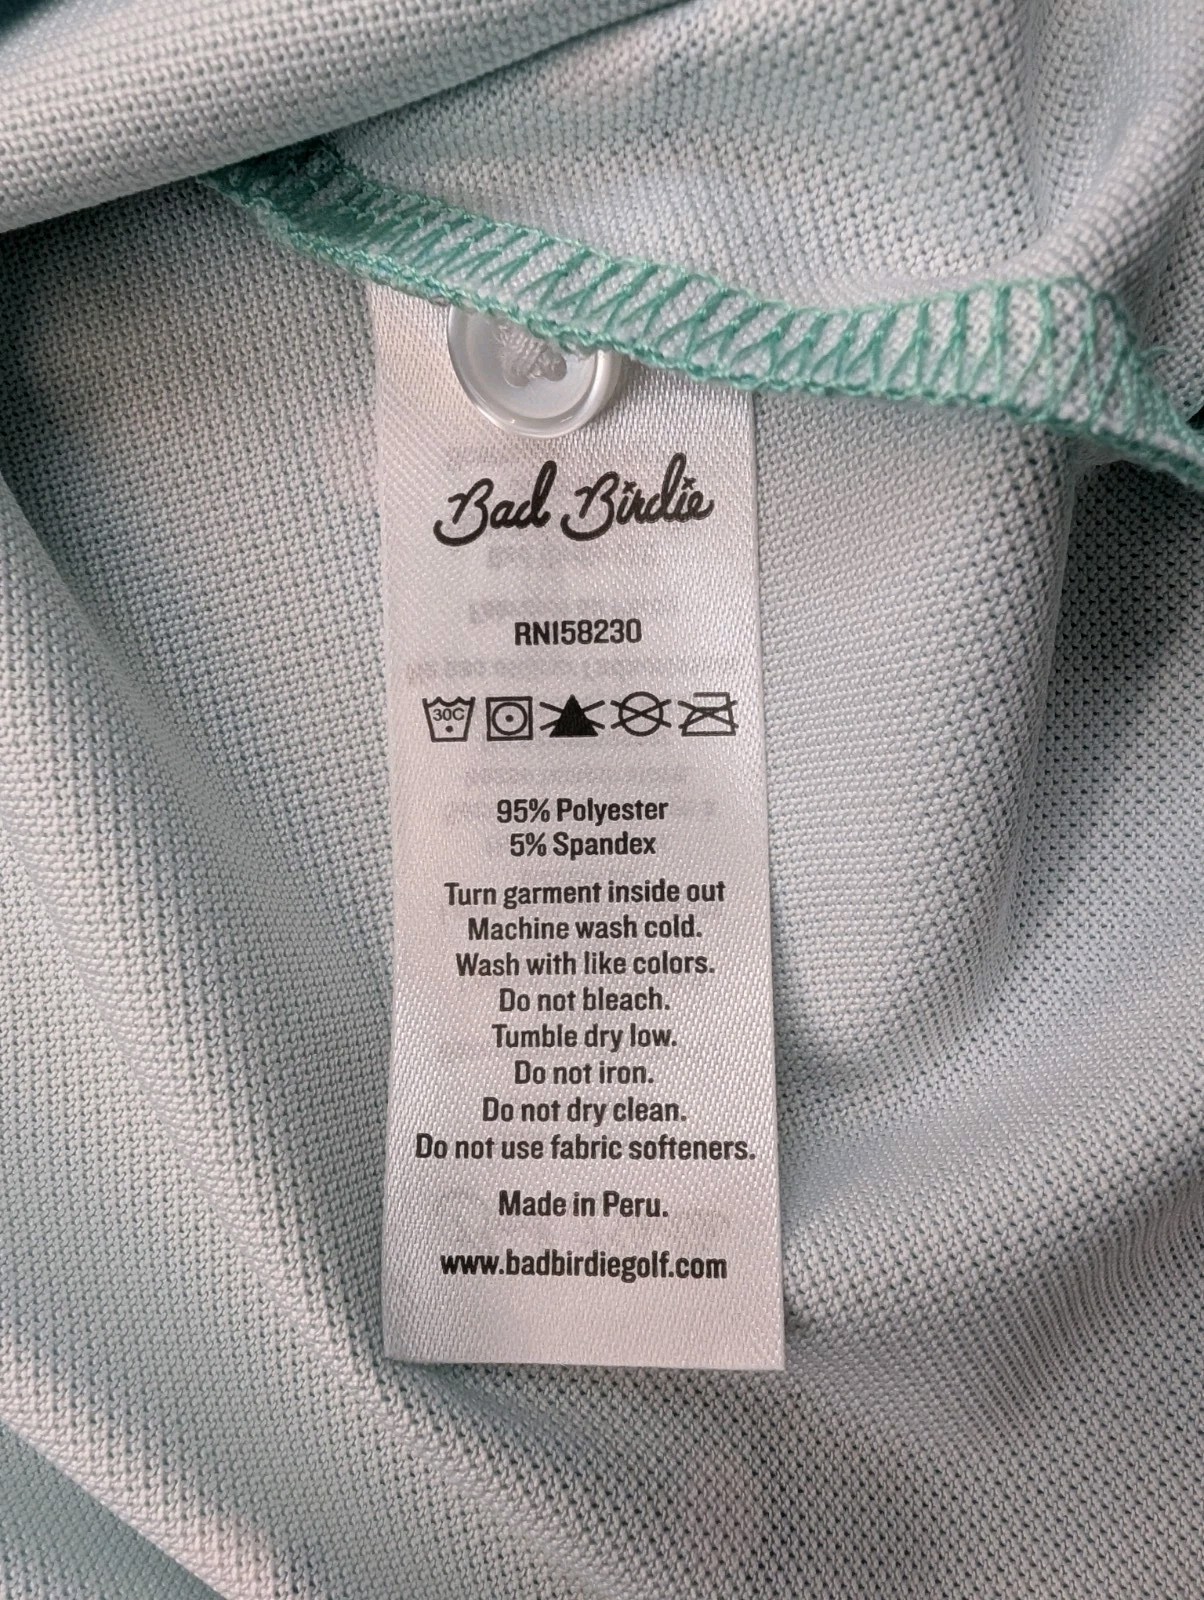 Bad Birdie
RN158230
30C
95% Polyester
5% Spandex
Turn garment inside out
Machine wash cold.
Wash with like colors.
Do not bleach.
Tumble dry low.
Do not iron.
Do not dry clean.
Do not use fabric softeners.
Made in Peru.
www.badbirdiegolf.com